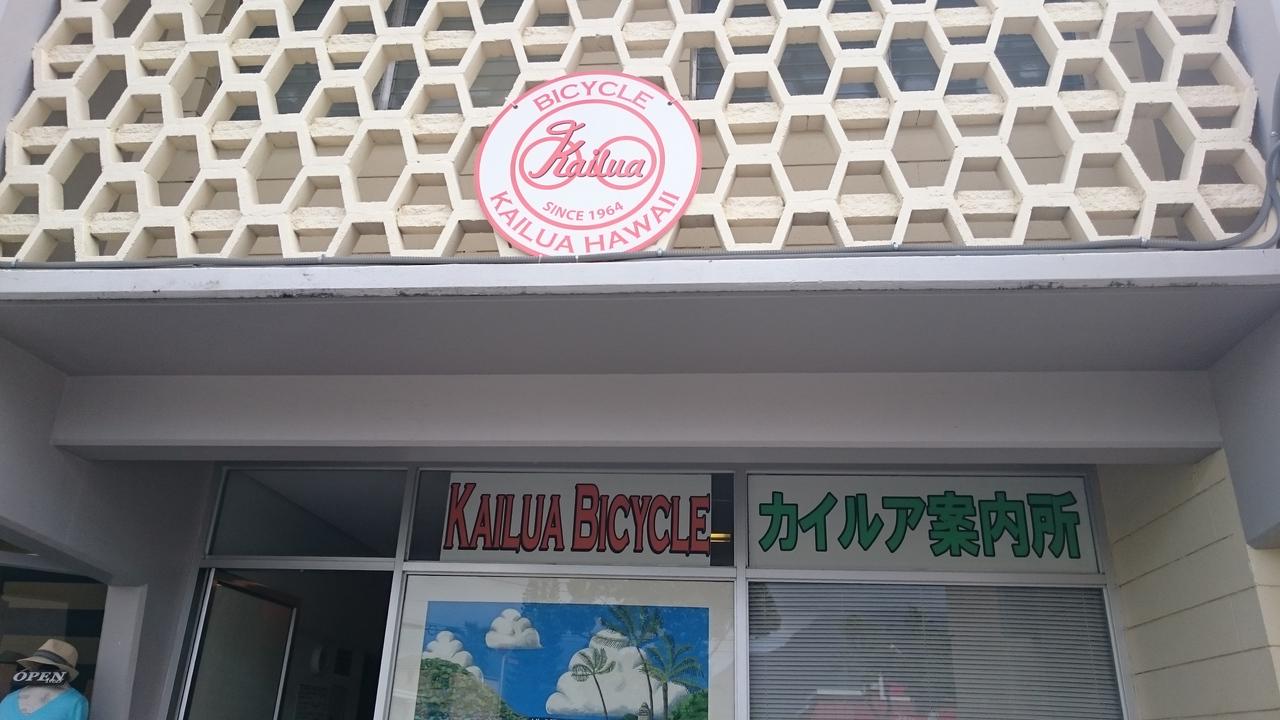 BICYCLE
Kailua
SINCE 1964
KAILUA HAWAII
KAILUA BICYCLE
カイルア案内所
OPEN